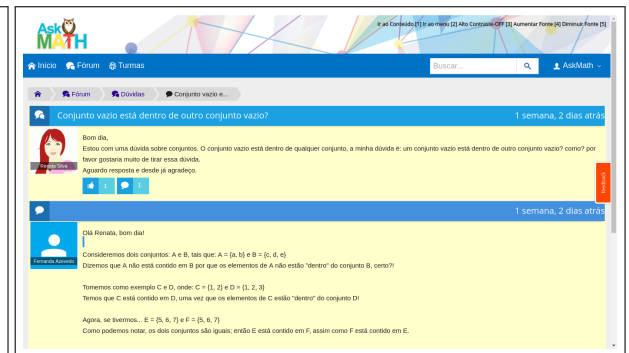 Ask
MATH
Ir ao Conteúdo [1] Ir ao menu [2] Alto Contraste-OFF [3] Aumentar Fonte [4] Diminuir Fonte [5]
Início Fórum Turmas Buscar... AskMath
Fórum Dúvidas Conjunto vazio e...
Conjunto vazio está dentro de outro conjunto vazio? 1 semana, 2 dias atrás
Bom dia,
Estou com uma dúvida sobre conjuntos. O conjunto vazio está dentro de qualquer conjunto, a minha dúvida é: um conjunto vazio está dentro de outro conjunto vazio? como? por
favor gostaria muito de tirar essa dúvida.
Renata Silva
Aguardo resposta e desde já agradeço.
feedback
1 1
1 semana, 2 dias atrás
Olá Renata, bom dia!
Fernanda Azevedo
Consideremos dois conjuntos: A e B, tais que: A = {a, b} e B = {c, d, e}
Dizemos que A não está contido em B por que os elementos de A não estão "dentro" do conjunto B, certo?!
Tomemos como exemplo C e D, onde: C = {1, 2} e D = {1, 2, 3}
Temos que C está contido em D, uma vez que os elementos de C estão "dentro" do conjunto D!
Agora, se tivermos... E = {5, 6, 7} e F = {5, 6, 7}
Como podemos notar, os dois conjuntos são iguais; então E está contido em F, assim como F está contido em E.